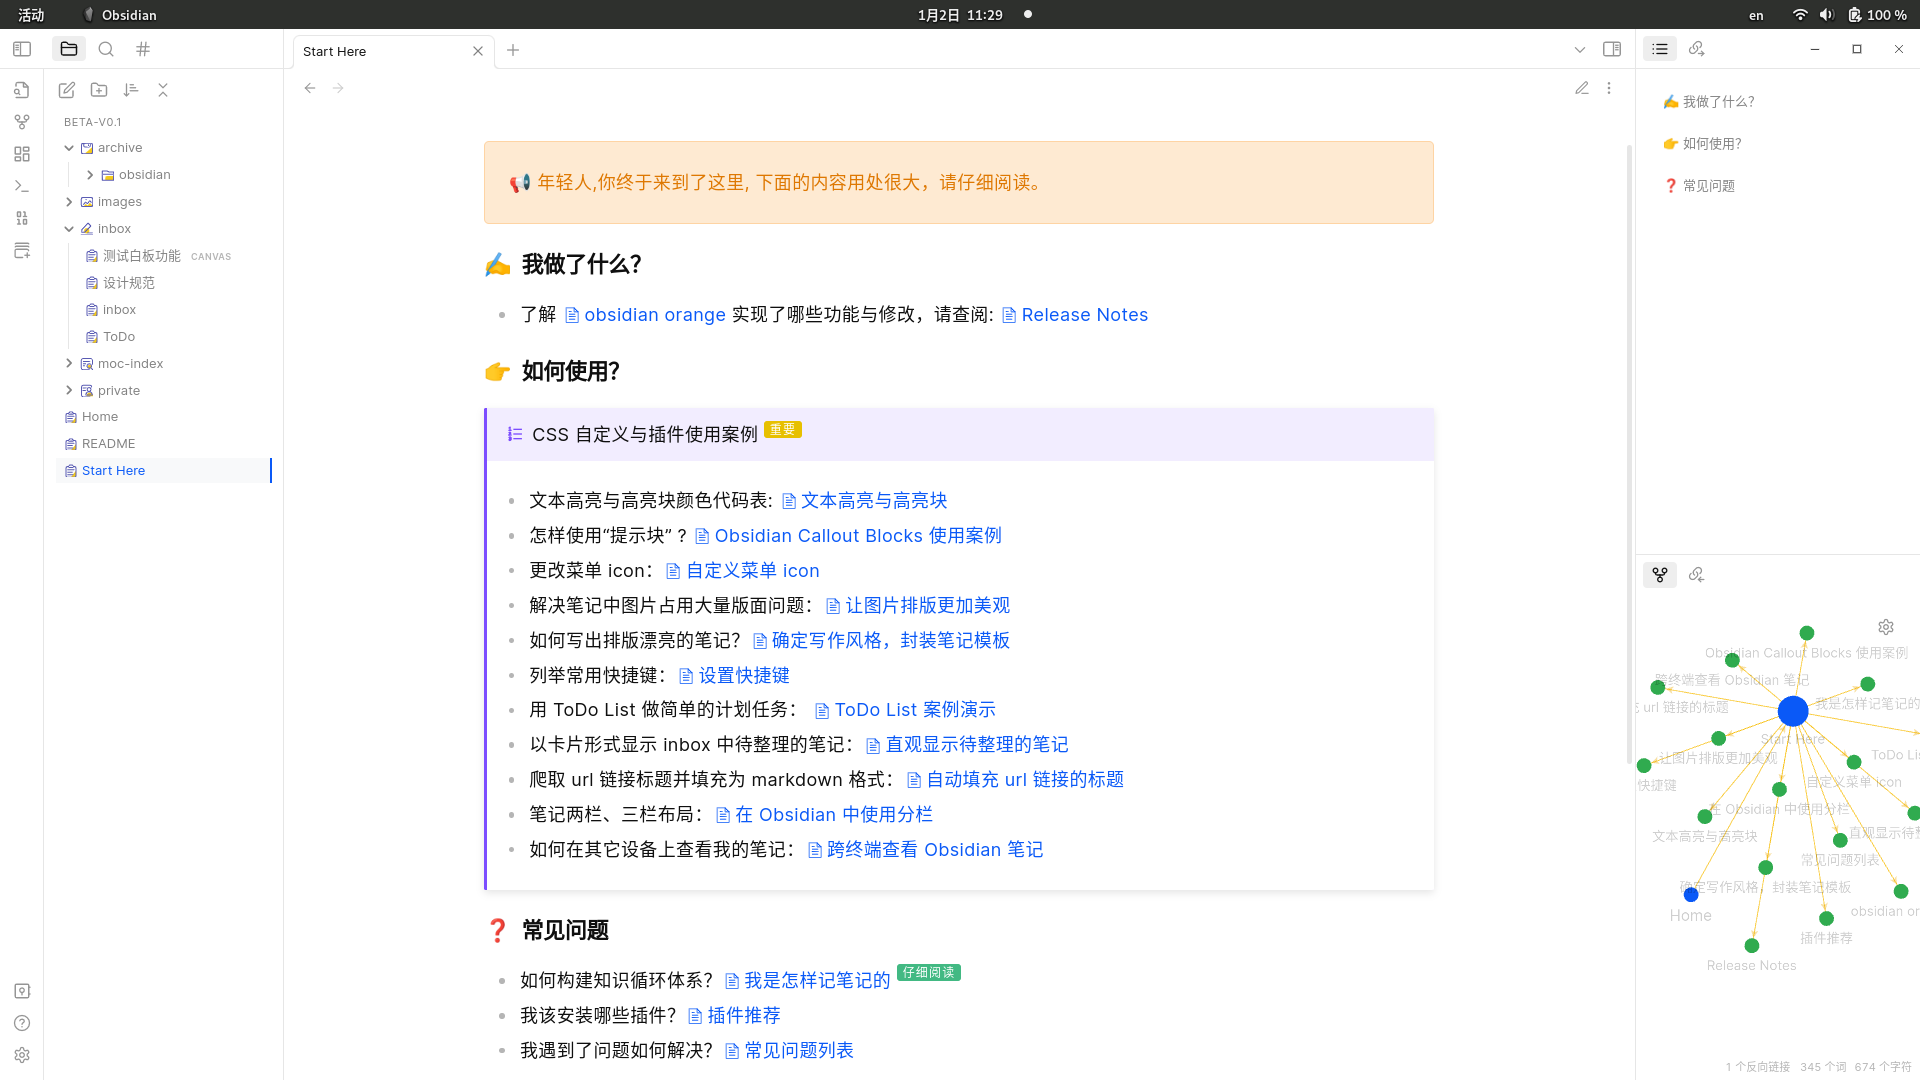 活动
Obsidian
1月2日 11:29
en
100 %
Start Here
BETA-V0.1
archive
obsidian
images
inbox
测试白板功能 CANVAS
设计规范
inbox
ToDo
moc-index
private
Home
README
Start Here
📢 年轻人,你终于来到了这里, 下面的内容用处很大，请仔细阅读。
✍️ 我做了什么？
了解 obsidian orange 实现了哪些功能与修改，请查阅: Release Notes
👉 如何使用？
CSS 自定义与插件使用案例 重要
文本高亮与高亮块颜色代码表: 文本高亮与高亮块
怎样使用“提示块” ? Obsidian Callout Blocks 使用案例
更改菜单 icon： 自定义菜单 icon
解决笔记中图片占用大量版面问题： 让图片排版更加美观
如何写出排版漂亮的笔记？ 确定写作风格，封装笔记模板
列举常用快捷键： 设置快捷键
用 ToDo List 做简单的计划任务： ToDo List 案例演示
以卡片形式显示 inbox 中待整理的笔记： 直观显示待整理的笔记
爬取 url 链接标题并填充为 markdown 格式： 自动填充 url 链接的标题
笔记两栏、三栏布局： 在 Obsidian 中使用分栏
如何在其它设备上查看我的笔记： 跨终端查看 Obsidian 笔记
❓ 常见问题
如何构建知识循环体系？ 我是怎样记笔记的 仔细阅读
我该安装哪些插件？ 插件推荐
我遇到了问题如何解决？ 常见问题列表
✍️ 我做了什么？
👉 如何使用？
❓ 常见问题
Obsidian Callout Blocks 使用案例
跨终端查看 Obsidian 笔记
我是怎样记笔记的
url 链接的标题
Start Here
让图片排版更加美观
ToDo Lis
快捷键
自定义菜单 icon
在 Obsidian 中使用分栏
文本高亮与高亮块
直观显示待整
常见问题列表
确定写作风格，封装笔记模板
Home
obsidian or
插件推荐
Release Notes
1 个反向链接 345 个词 674 个字符